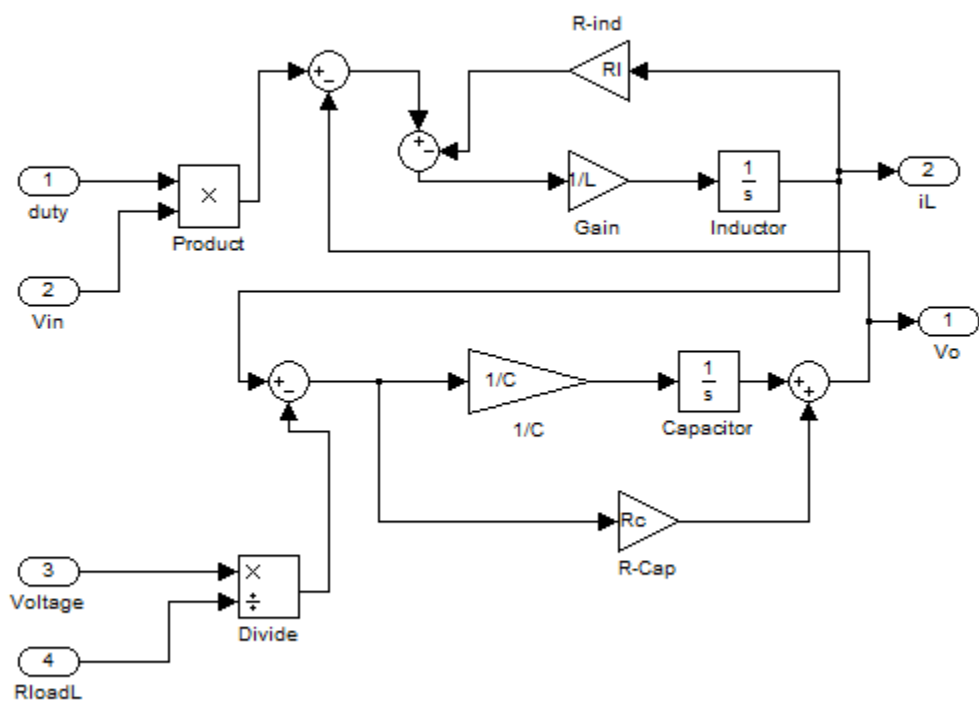 R-ind
Rl
+
−
+
−
1
duty
×
Product
1/L
Gain
1
s
Inductor
2
iL
2
Vin
1
Vo
+
−
1/C
1/C
1
s
Capacitor
+
+
Rc
R-Cap
3
Voltage
×
÷
Divide
4
RloadL